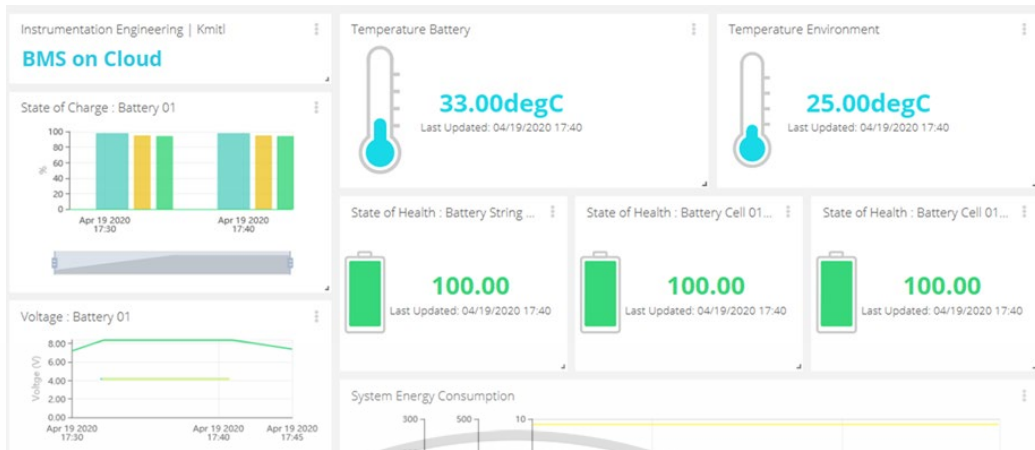 Instrumentation Engineering | Kmitl
BMS on Cloud
Temperature Battery
33.00degC
Last Updated: 04/19/2020 17:40
Temperature Environment
25.00degC
Last Updated: 04/19/2020 17:40
State of Charge : Battery 01
100
80
60
40
20
0
%
Apr 19 2020
17:30
Apr 19 2020
17:40
State of Health : Battery String ...
100.00
Last Updated: 04/19/2020 17:40
State of Health : Battery Cell 01...
100.00
Last Updated: 04/19/2020 17:40
State of Health : Battery Cell 01...
100.00
Last Updated: 04/19/2020 17:40
Voltage : Battery 01
8.00
6.00
4.00
2.00
0.00
Voltge (V)
Apr 19 2020
17:30
Apr 19 2020
17:40
Apr 19 2020
17:45
System Energy Consumption
300
500
10